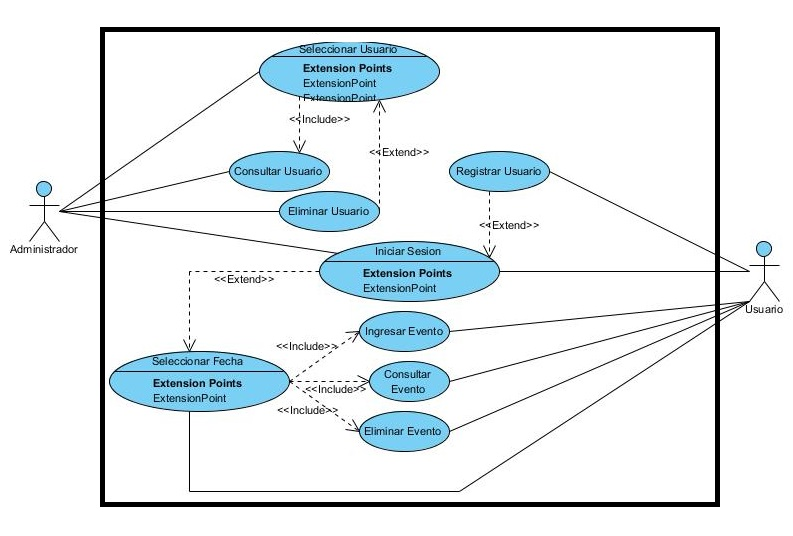 Seleccionar Usuario
Extension Points
ExtensionPoint
ExtensionPoint
<<Include>>
<<Extend>>
Consultar Usuario
Registrar Usuario
Eliminar Usuario
<<Extend>>
Administrador
Iniciar Sesion
Extension Points
ExtensionPoint
<<Extend>>
Usuario
Ingresar Evento
<<Include>>
Seleccionar Fecha
Extension Points
ExtensionPoint
Consultar
Evento
<<Include>>
<<Include>>
Eliminar Evento